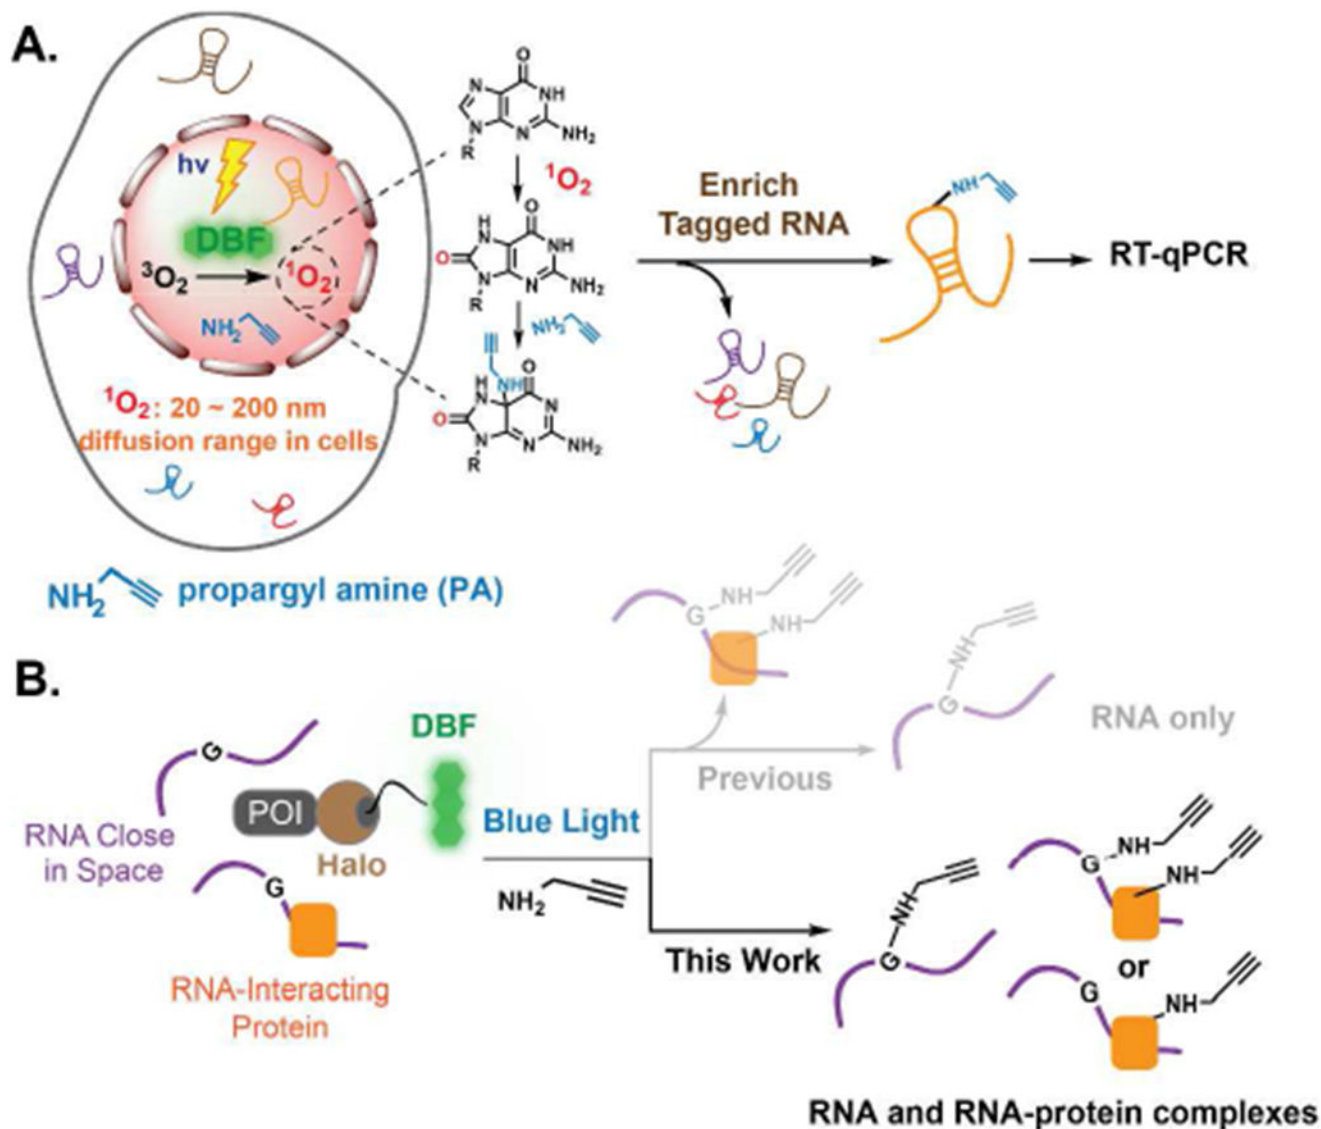 A.
hv
DBF
³O₂
¹O₂
NH₂
¹O₂: 20 ~ 200 nm
diffusion range in cells
O
N
NH
N
N
NH₂
R
¹O₂
O
H
N
NH
O
N
N
NH₂
R
NH₂
O
H
NH
N
N
O
N
N
NH₂
R
Enrich
Tagged RNA
NH
RT-qPCR
NH₂ propargyl amine (PA)
B.
G
RNA Close
in Space
POI
Halo
DBF
G
RNA-Interacting
Protein
Blue Light
NH₂
G
NH
NH
Previous
NH
G
RNA only
This Work
NH
G
G
NH
NH
or
G
NH
RNA and RNA-protein complexes